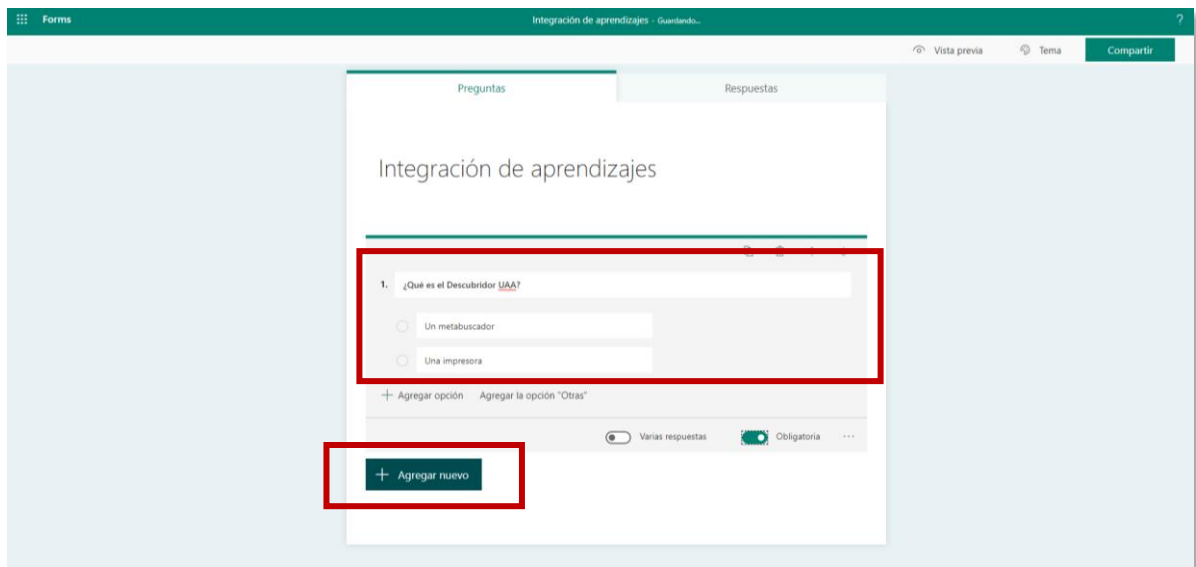 Forms
Integración de aprendizajes - Guardando...
?
Vista previa
Tema
Compartir
Preguntas
Respuestas
Integración de aprendizajes
1. ¿Qué es el Descubridor UAA?
Un metabuscador
Una impresora
Agregar opción Agregar la opción "Otras"
Varias respuestas
Obligatoria
Agregar nuevo